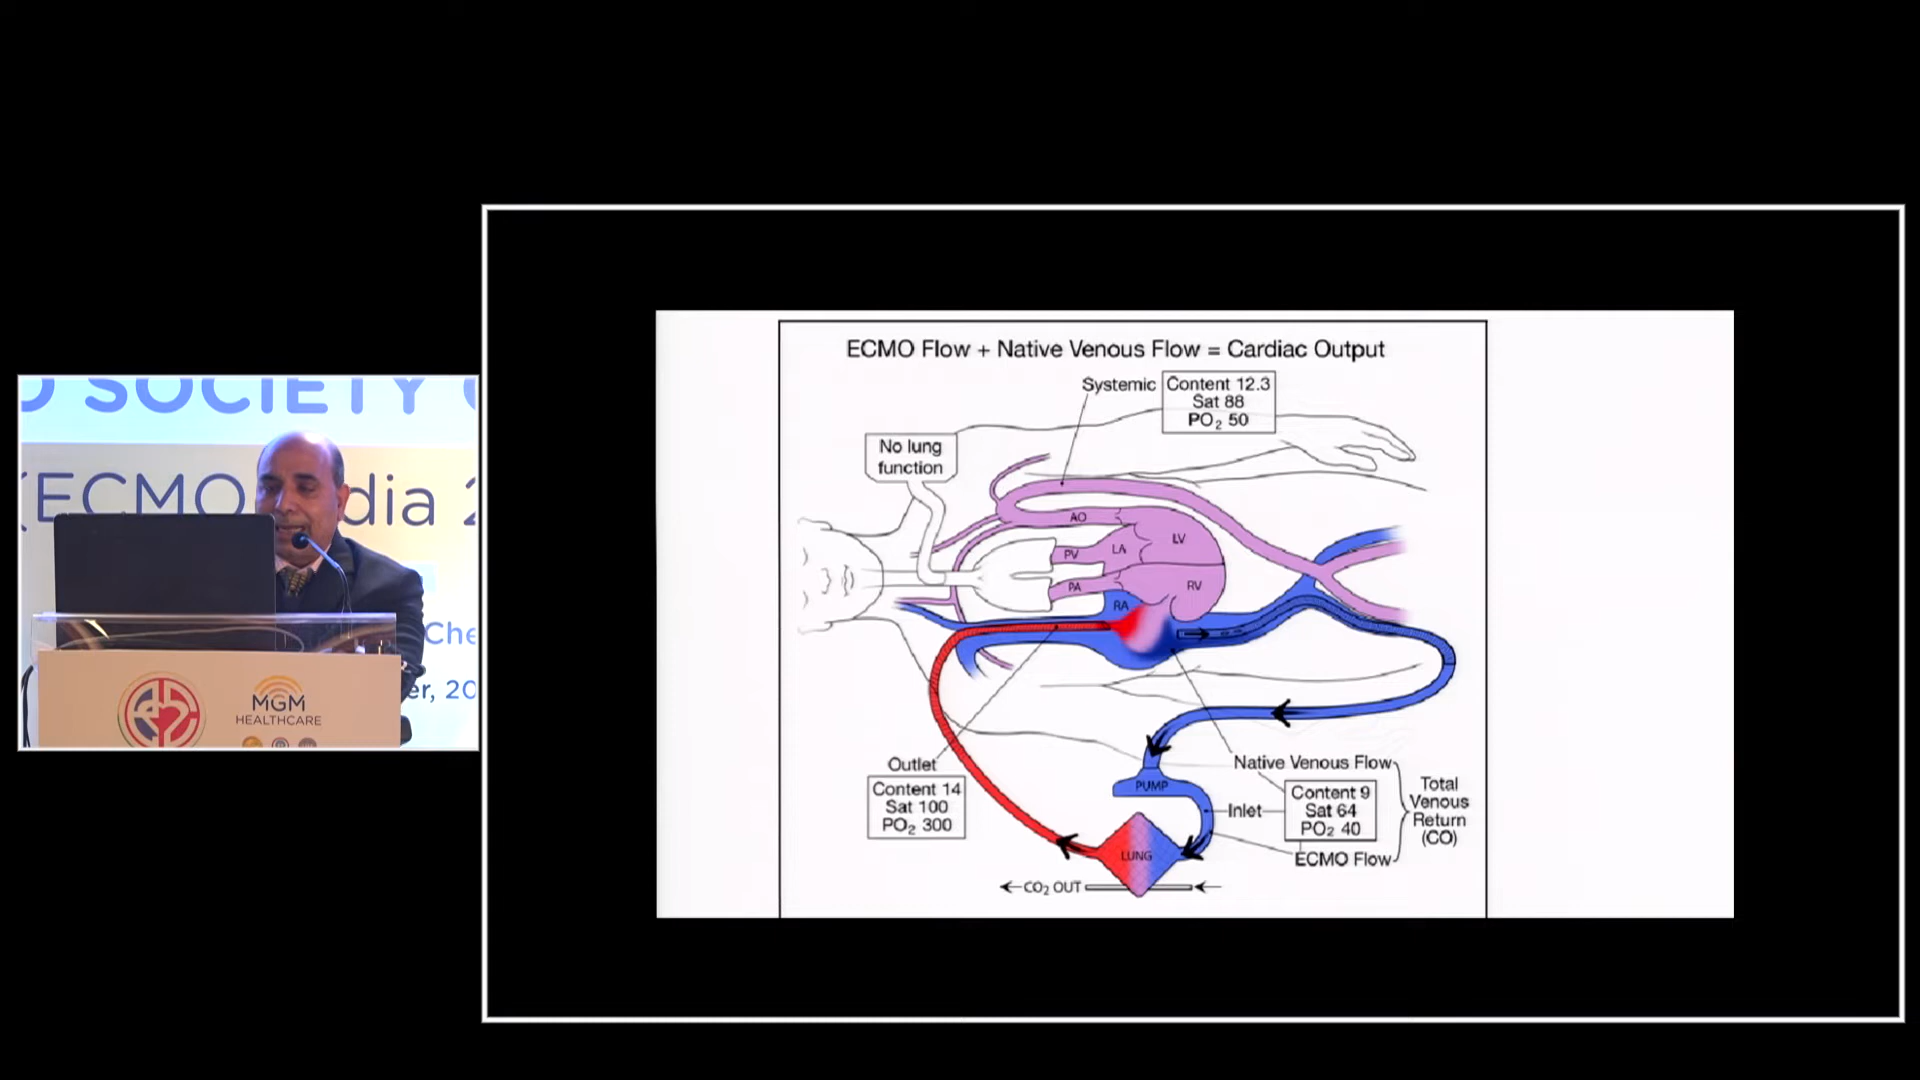 O SOCIETY
(ECMO dia 2
Che
er, 20
MGM
HEALTHCARE
ECMO Flow + Native Venous Flow = Cardiac Output
Systemic
Content 12.3
Sat 88
PO2 50
No lung
function
AO
LV
LA
PV
PA
RV
RA
Outlet
Content 14
Sat 100
PO2 300
PUMP
LUNG
CO2 OUT
Native Venous Flow
Inlet
Content 9
Sat 64
PO2 40
ECMO Flow
Total
Venous
Return
(CO)